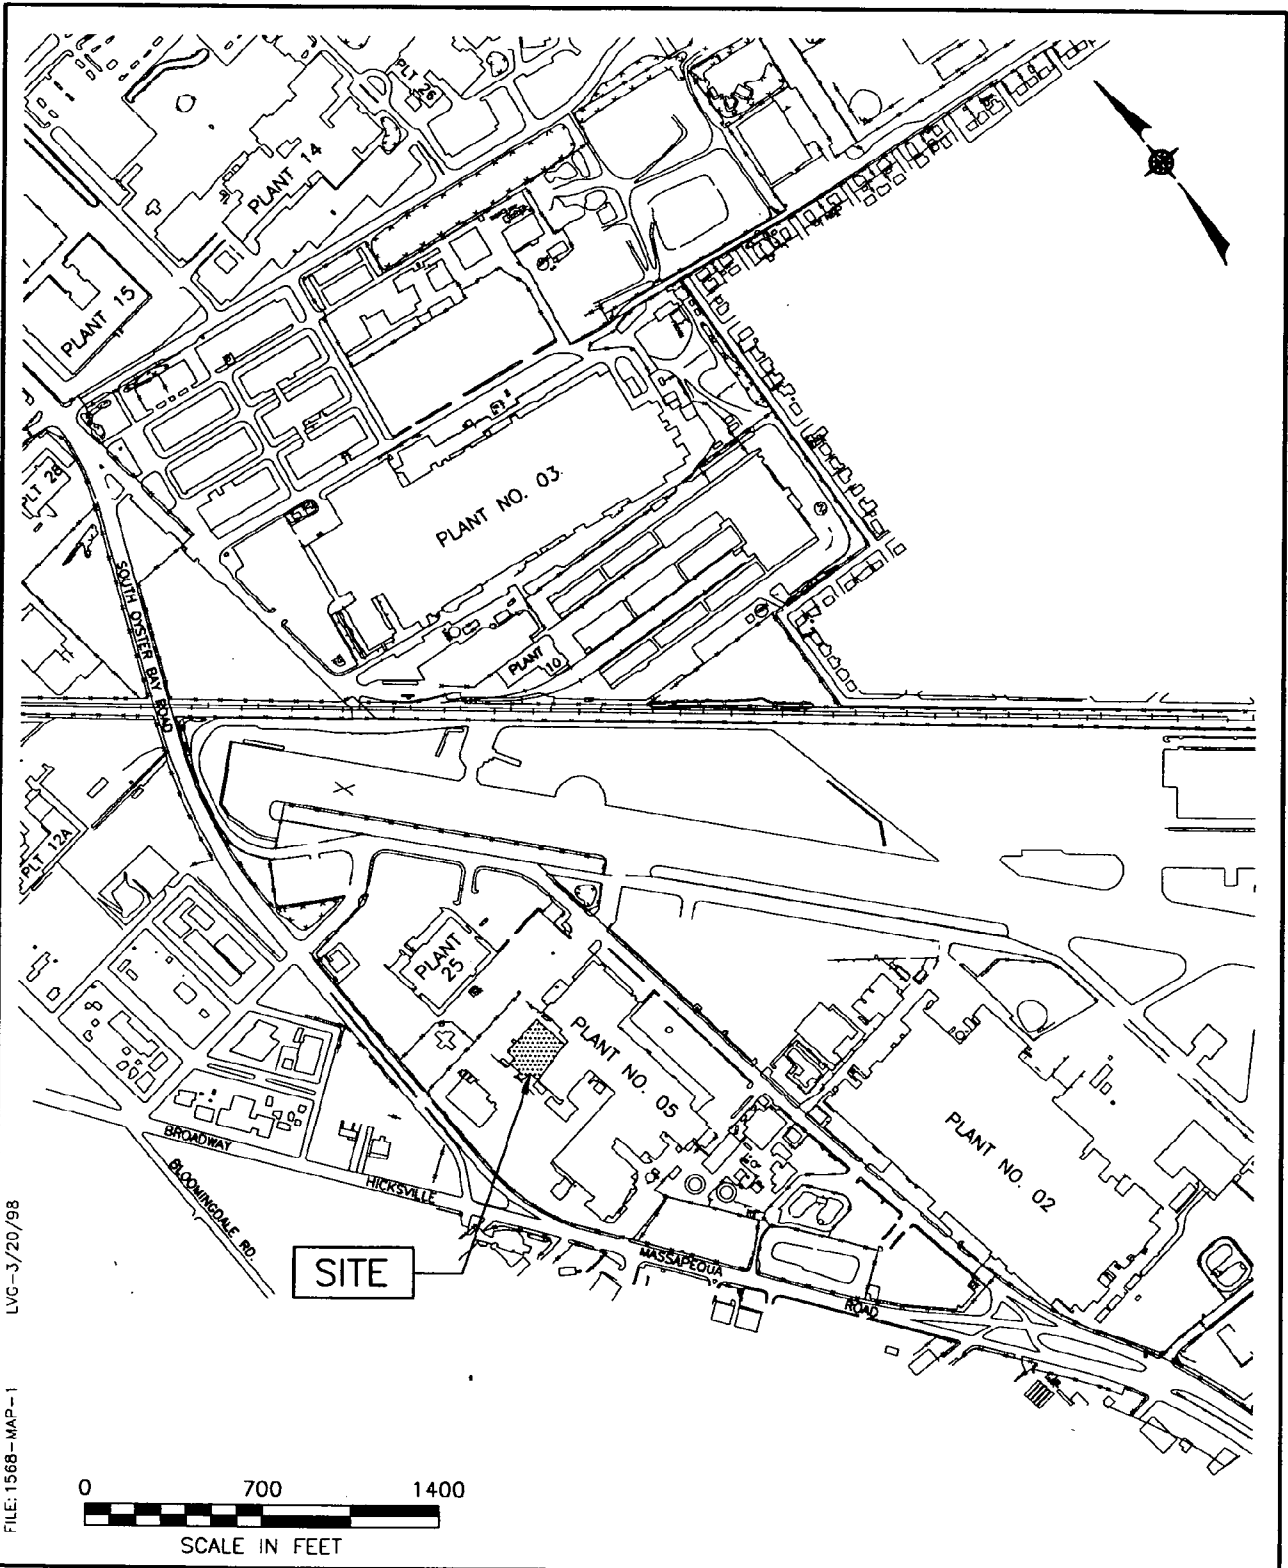 PLT 26
PLANT 14
PLANT 15
PLT 28
PLANT NO. 03
SOUTH OYSTER BAY ROAD
PLANT
10
PLT 12A
PLANT
25
PLANT NO. 05
PLANT NO. 02
BROADWAY
HICKSVILLE
BLOOMINGDALE RD.
MASSAPEQUA
ROAD
SITE
LVG-3/20/98
FILE: 1568-MAP-1
0 700 1400
SCALE IN FEET